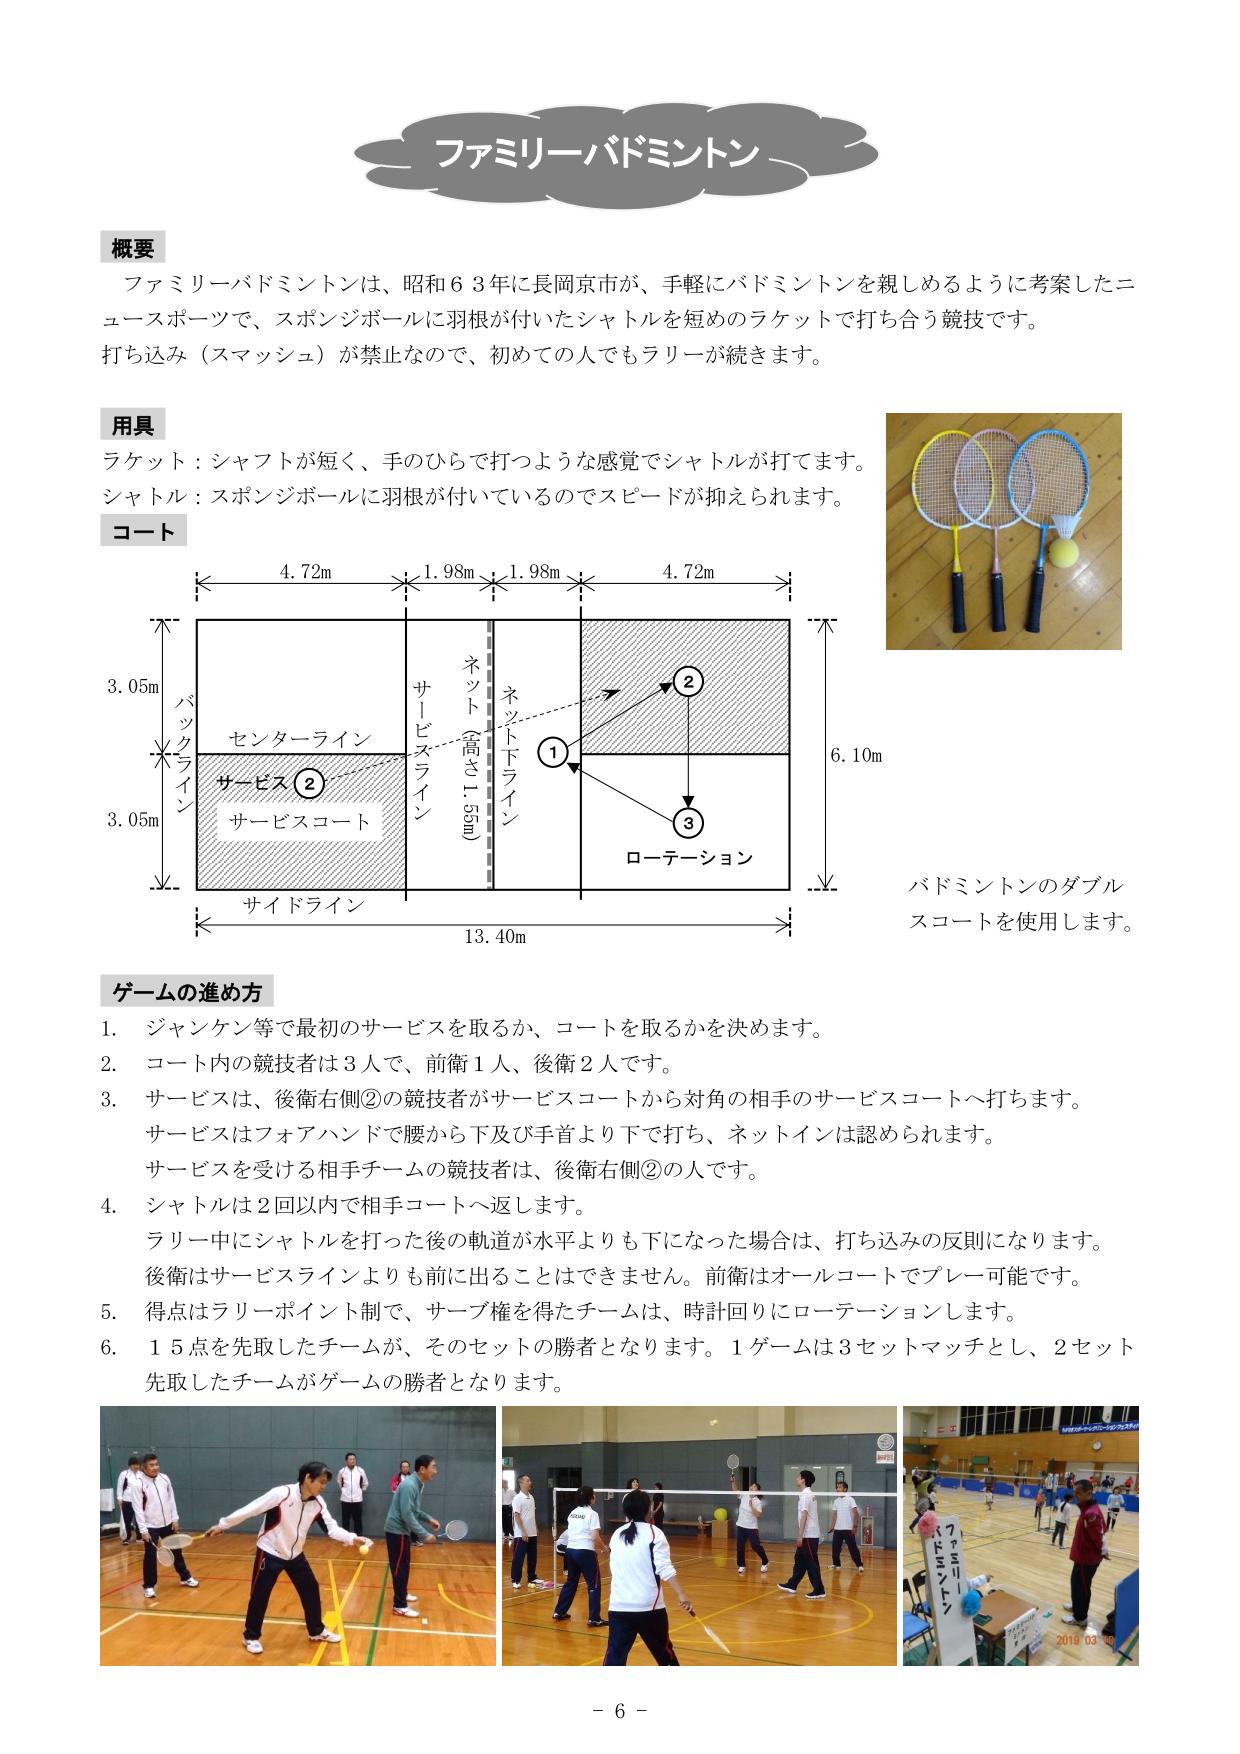 ファミリーバドミントン
概要
ファミリーバドミントンは、昭和６３年に長岡京市が、手軽にバドミントンを親しめるように考案したニ
ュースポーツで、スポンジボールに羽根が付いたシャトルを短めのラケットで打ち合う競技です。
打ち込み（スマッシュ）が禁止なので、初めての人でもラリーが続きます。
用具
ラケット：シャフトが短く、手のひらで打つような感覚でシャトルが打てます。
シャトル：スポンジボールに羽根が付いているのでスピードが抑えられます。
コート
4.72m
1.98m
1.98m
4.72m
3.05m
3.05m
バックライン
センターライン
サービス②
サービスコート
サービスライン
ネット（高さ1.55m）
ネット下ライン
①
②
③
ローテーション
6.10m
サイドライン
13.40m
バドミントンのダブル
スコートを使用します。
ゲームの進め方
1. ジャンケン等で最初のサービスを取るか、コートを取るかを決めます。
2. コート内の競技者は３人で、前衛１人、後衛２人です。
3. サービスは、後衛右側②の競技者がサービスコートから対角の相手のサービスコートへ打ちます。
サービスはフォアハンドで腰から下及び手首より下で打ち、ネットインは認められます。
サービスを受ける相手チームの競技者は、後衛右側②の人です。
4. シャトルは２回以内で相手コートへ返します。
ラリー中にシャトルを打った後の軌道が水平よりも下になった場合は、打ち込みの反則になります。
後衛はサービスラインよりも前に出ることはできません。前衛はオールコートでプレー可能です。
5. 得点はラリーポイント制で、サーブ権を得たチームは、時計回りにローテーションします。
6. １５点を先取したチームが、そのセットの勝者となります。１ゲームは３セットマッチとし、２セット
先取したチームがゲームの勝者となります。
ファミリー
バドミントン
2019 03
- 6 -